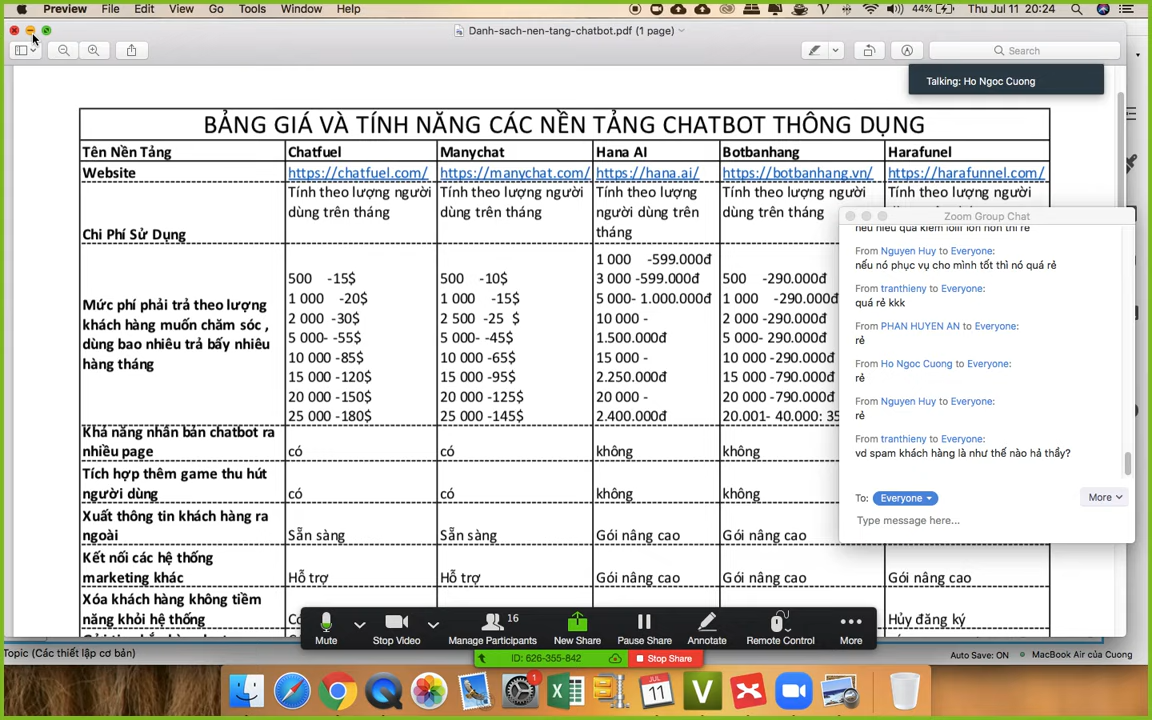 Preview File Edit View Go Tools Window Help 44% Thu Jul 11 20:24
Danh-sach-nen-tang-chatbot.pdf (1 page)
Search
Talking: Ho Ngoc Cuong
BẢNG GIÁ VÀ TÍNH NĂNG CÁC NỀN TẢNG CHATBOT THÔNG DỤNG
Tên Nền Tảng Chatfuel Manychat Hana AI Botbanhang Harafunel
Website https://chatfuel.com/ https://manychat.com/ https://hana.ai/ https://botbanhang.vn/ https://harafunnel.com/
Chi Phí Sử Dụng
Tính theo lượng người
dùng trên tháng
Tính theo lượng người
dùng trên tháng
Tính theo lượng
người dùng trên
tháng
Tính theo lượng người
dùng trên tháng
Tính theo lượng người
Mức phí phải trả theo lượng
khách hàng muốn chăm sóc ,
dùng bao nhiêu trả bấy nhiêu
hàng tháng
500 -15$
1 000 -20$
2 000 -30$
5 000- -55$
10 000 -85$
15 000 -120$
20 000 -150$
25 000 -180$
500 -10$
1 000 -15$
2 500 -25 $
5 000- -45$
10 000 -65$
15 000 -95$
20 000 -125$
25 000 -145$
1 000 -599.000đ
3 000 -599.000đ
5 000- 1.000.000đ
10 000 -
1.500.000đ
15 000 -
2.250.000đ
20 000 -
2.400.000đ
500 -290.000đ
1 000 -290.000đ
2 000 -290.000đ
5 000- 290.000đ
10 000 -290.000đ
15 000 -790.000đ
20 000 -790.000đ
20.001- 40.000: 35
Khả năng nhân bản chatbot ra
nhiều page
có có không không
Tích hợp thêm game thu hút
người dùng
có có không không
Xuất thông tin khách hàng ra
ngoài
Sẵn sàng Sẵn sàng Gói nâng cao Gói nâng cao
Kết nối các hệ thống
marketing khác
Hỗ trợ Hỗ trợ Gói nâng cao Gói nâng cao Gói nâng cao
Xóa khách hàng không tiềm
năng khỏi hệ thống
Hủy đăng ký
Zoom Group Chat
From Nguyen Huy to Everyone:
nếu nó phục vụ cho mình tốt thì nó quá rẻ
From tranthieny to Everyone:
quá rẻ kkk
From PHAN HUYEN AN to Everyone:
rẻ
From Ho Ngoc Cuong to Everyone:
rẻ
From Nguyen Huy to Everyone:
rẻ
From tranthieny to Everyone:
vd spam khách hàng là như thế nào hả thầy?
To: Everyone More
Type message here...
16
Mute Stop Video Manage Participants New Share Pause Share Annotate Remote Control More
ID: 626-355-842 Stop Share
Topic (Các thiết lập cơ bản) Auto Save: ON MacBook Air của Cuong
1
JUL
11